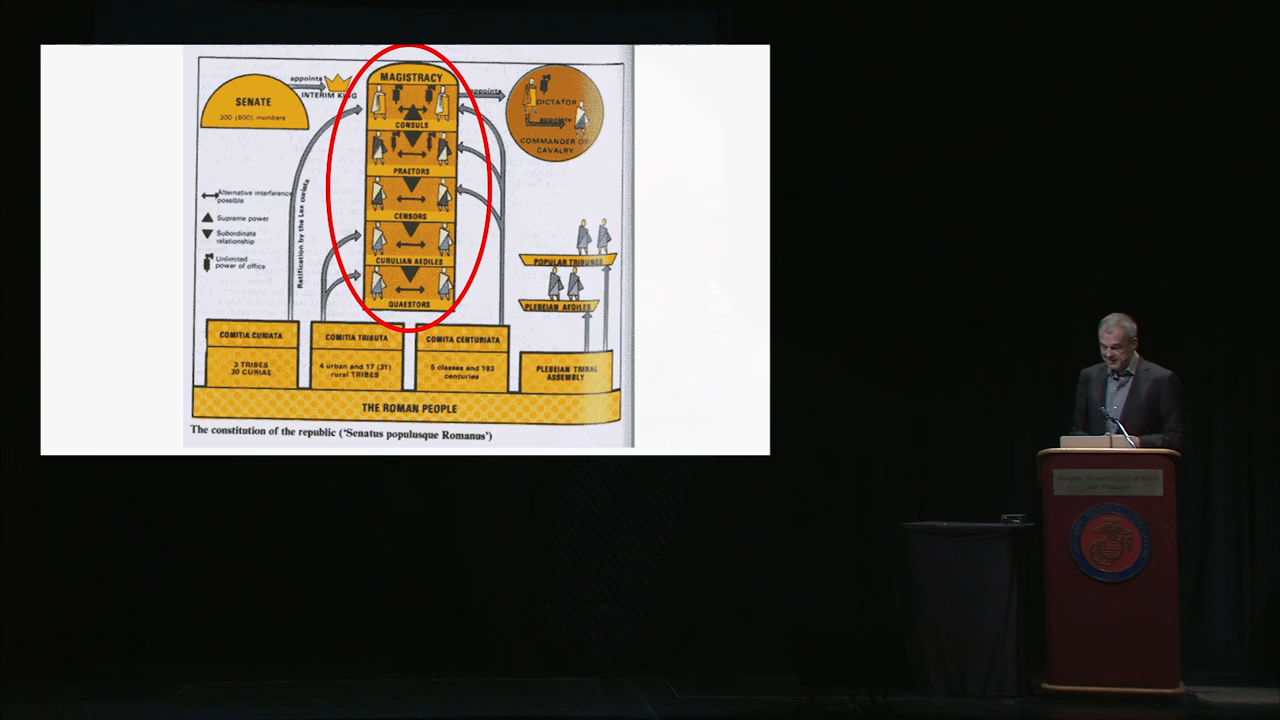 MAGISTRACY
appoints
INTERIM KING
appoints
SENATE
300 (600) members
DICTATOR
appoints
COMMANDER OF
CAVALRY
CONSULS
PRAETORS
CENSORS
CURULIAN AEDILES
QUAESTORS
Alternative interference
possible
Supreme power
Subordinate
relationship
Unlimited
power of office
Ratification by the Lex curiata
POPULAR TRIBUNES
PLEBEIAN AEDILES
COMITIA CURIATA
3 TRIBES
30 CURIAE
COMITIA TRIBUTA
4 urban and 17 (31)
rural TRIBES
COMITA CENTURIATA
5 classes and 193
centuries
PLEBEIAN TRIBAL
ASSEMBLY
THE ROMAN PEOPLE
The constitution of the republic ('Senatus populusque Romanus')